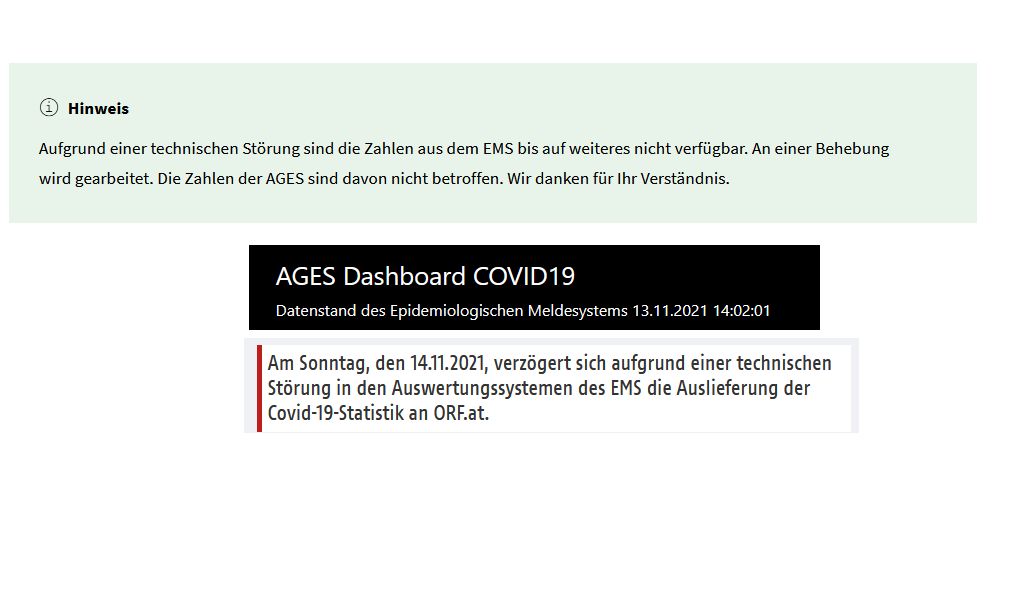 Hinweis
Aufgrund einer technischen Störung sind die Zahlen aus dem EMS bis auf weiteres nicht verfügbar. An einer Behebung
wird gearbeitet. Die Zahlen der AGES sind davon nicht betroffen. Wir danken für Ihr Verständnis.
AGES Dashboard COVID19
Datenstand des Epidemiologischen Meldesystems 13.11.2021 14:02:01
Am Sonntag, den 14.11.2021, verzögert sich aufgrund einer technischen
Störung in den Auswertungssystemen des EMS die Auslieferung der
Covid-19-Statistik an ORF.at.